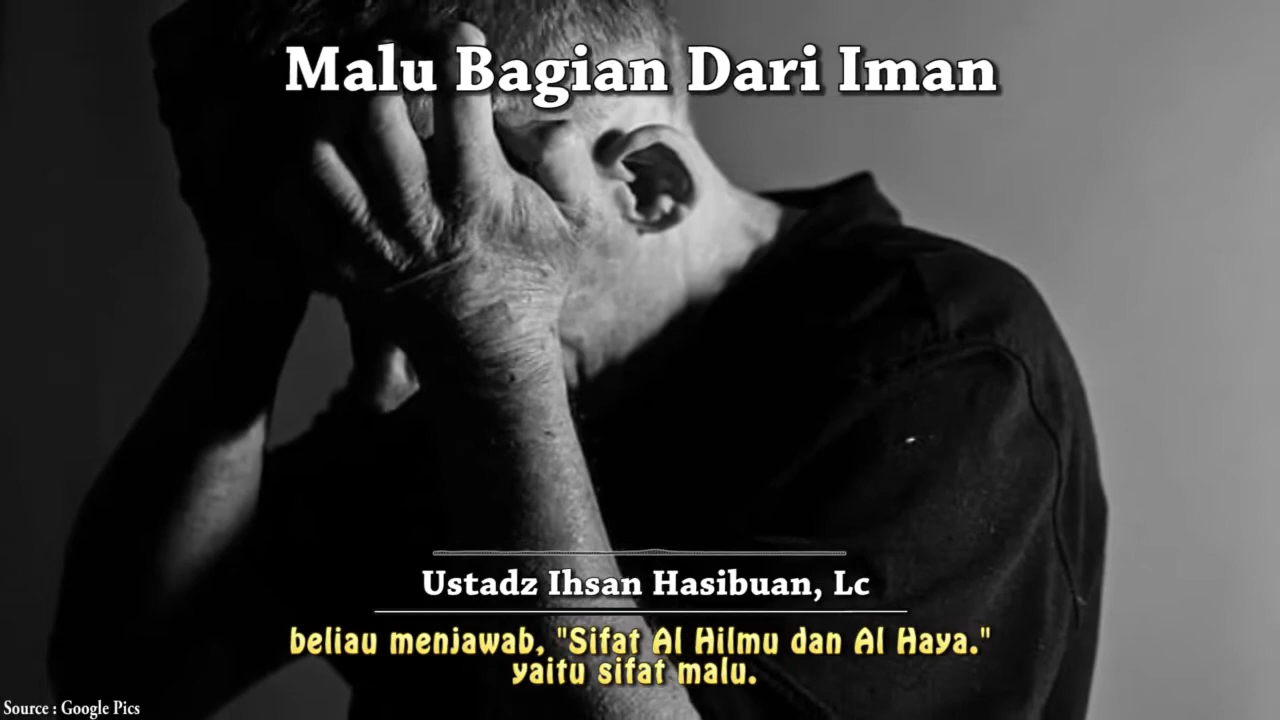 Malu Bagian Dari Iman
Ustadz Ihsan Hasibuan, Lc
beliau menjawab, "Sifat Al Hilmu dan Al Haya."
yaitu sifat malu.
Source : Google Pics